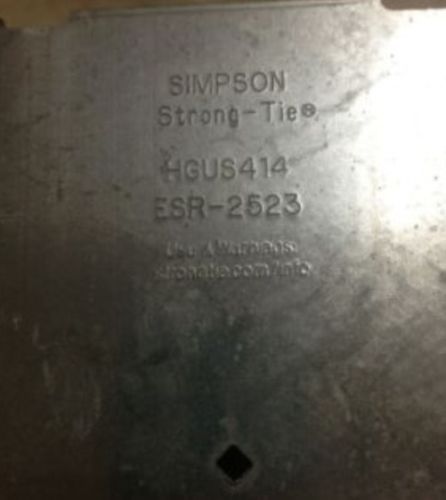 SIMPSON
Strong-Tie®
HGUS414
ESR-2523
Use & Warnings:
strongtie.com/info